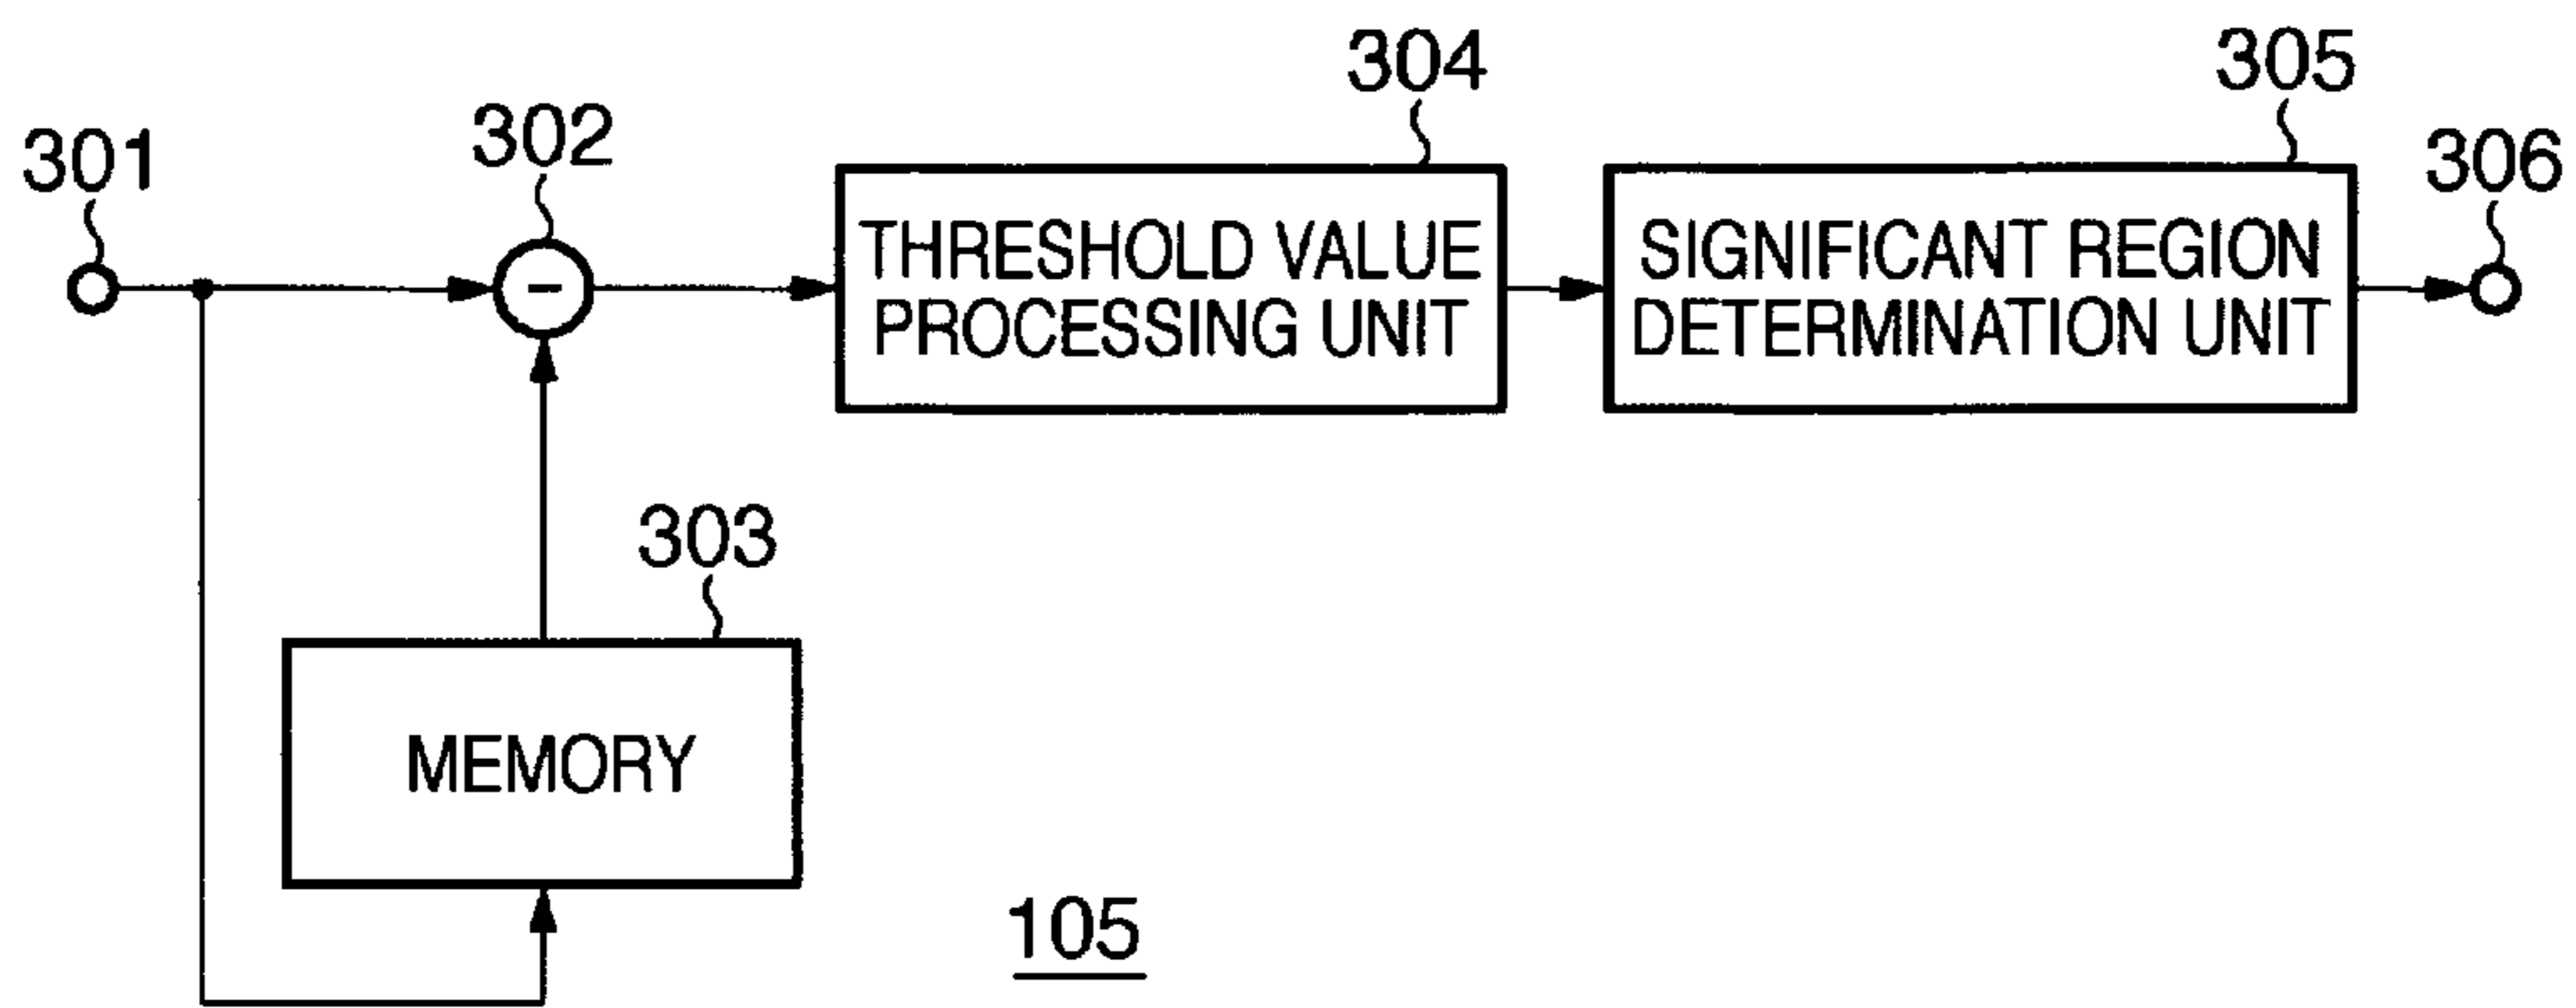 304
305
301
302
306
THRESHOLD VALUE
PROCESSING UNIT
SIGNIFICANT REGION
DETERMINATION UNIT
-
303
MEMORY
105